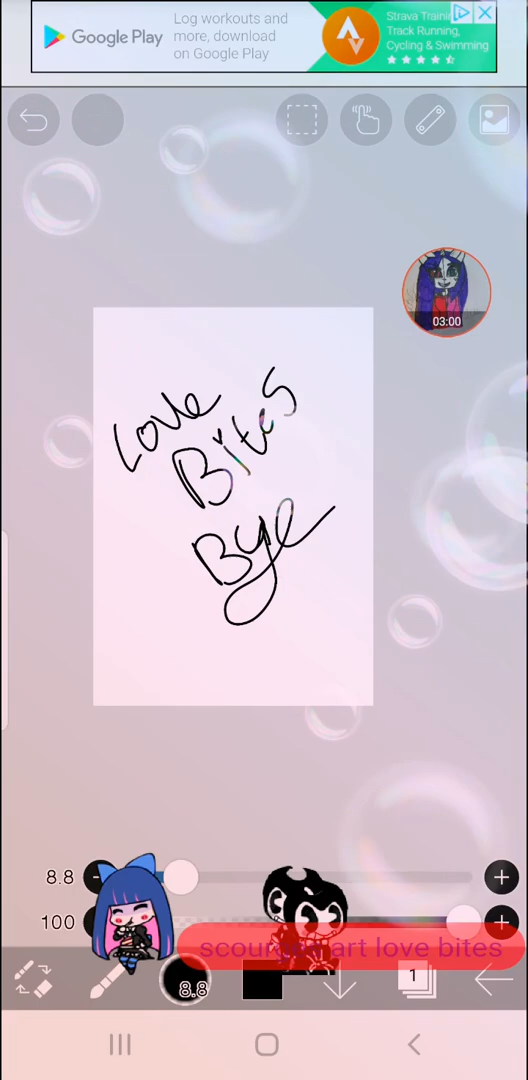 Log workouts and
more, download
on Google Play
Google Play
Strava Traini
Track Running,
Cycling & Swimming
03:00
Love
Bites
Bye
8.8
100
art love bites
8.8
1